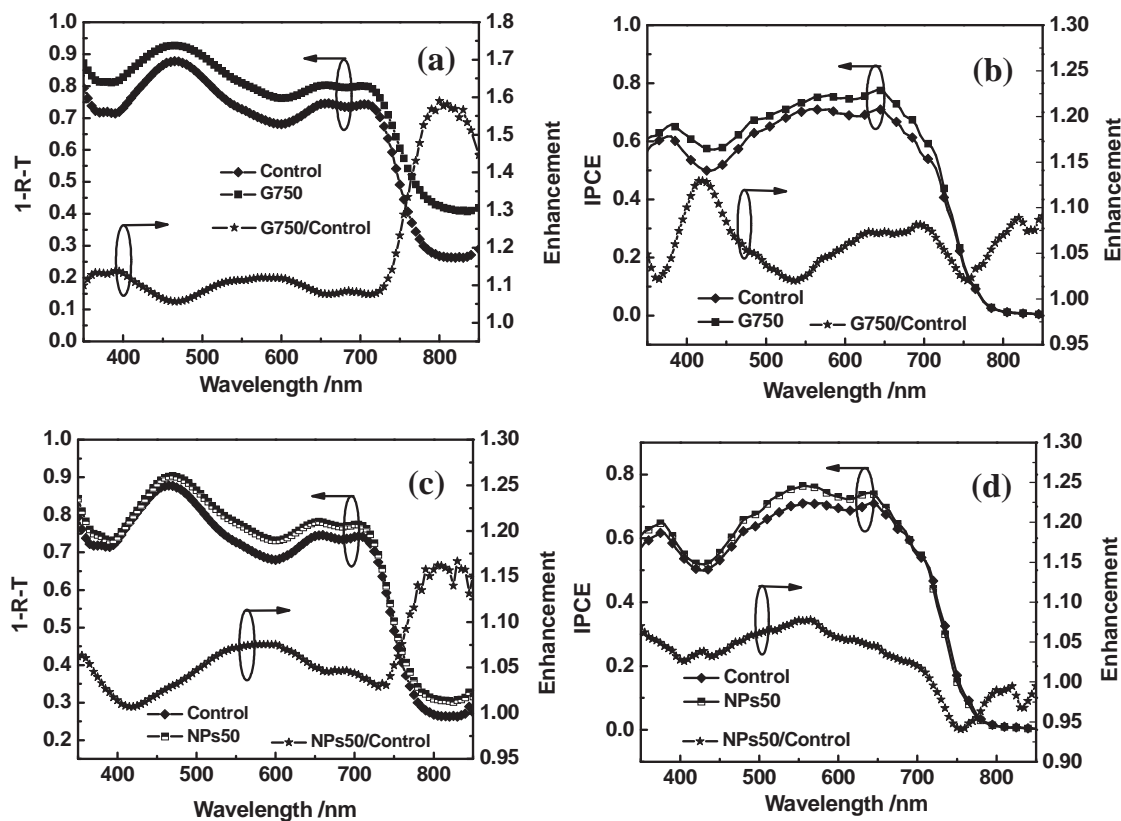 (a)
1.0
0.9
0.8
0.7
0.6
0.5
0.4
0.3
0.2
0.1
0.0
1-R-T
400 500 600 700 800
Wavelength /nm
1.8
1.7
1.6
1.5
1.4
1.3
1.2
1.1
1.0
Enhancement
Control
G750
G750/Control
(b)
0.8
0.6
0.4
0.2
0.0
IPCE
400 500 600 700 800
Wavelength /nm
1.30
1.25
1.20
1.15
1.10
1.05
1.00
0.95
Enhancement
Control
G750
G750/Control
(c)
1.0
0.9
0.8
0.7
0.6
0.5
0.4
0.3
0.2
1-R-T
400 500 600 700 800
Wavelength /nm
1.30
1.25
1.20
1.15
1.10
1.05
1.00
0.95
Enhancement
Control
NPs50
NPs50/Control
(d)
0.8
0.6
0.4
0.2
0.0
IPCE
400 500 600 700 800
Wavelength /nm
1.30
1.25
1.20
1.15
1.10
1.05
1.00
0.95
0.90
Enhancement
Control
NPs50
NPs50/Control